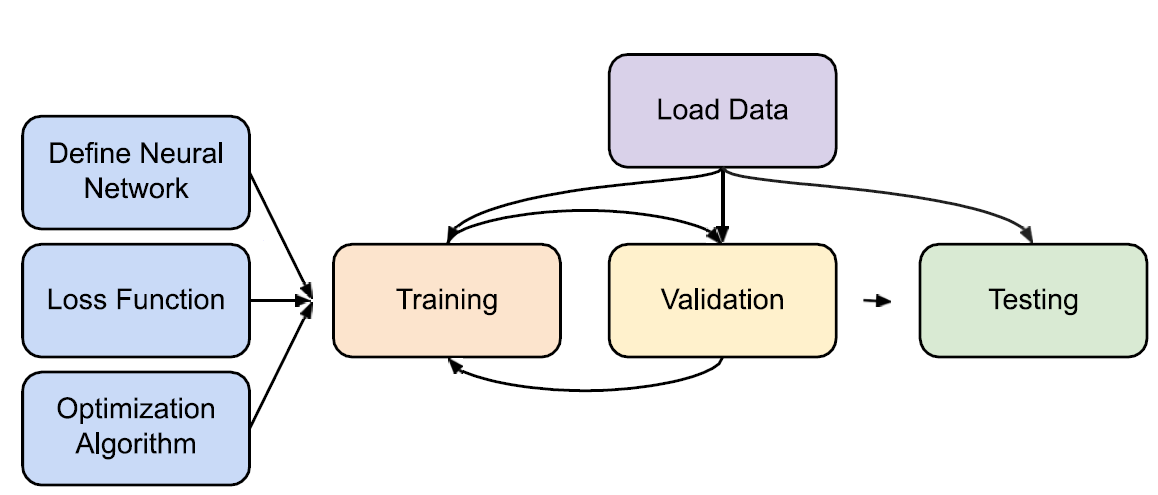 Load Data
Define Neural
Network
Loss Function
Optimization
Algorithm
Training
Validation
Testing